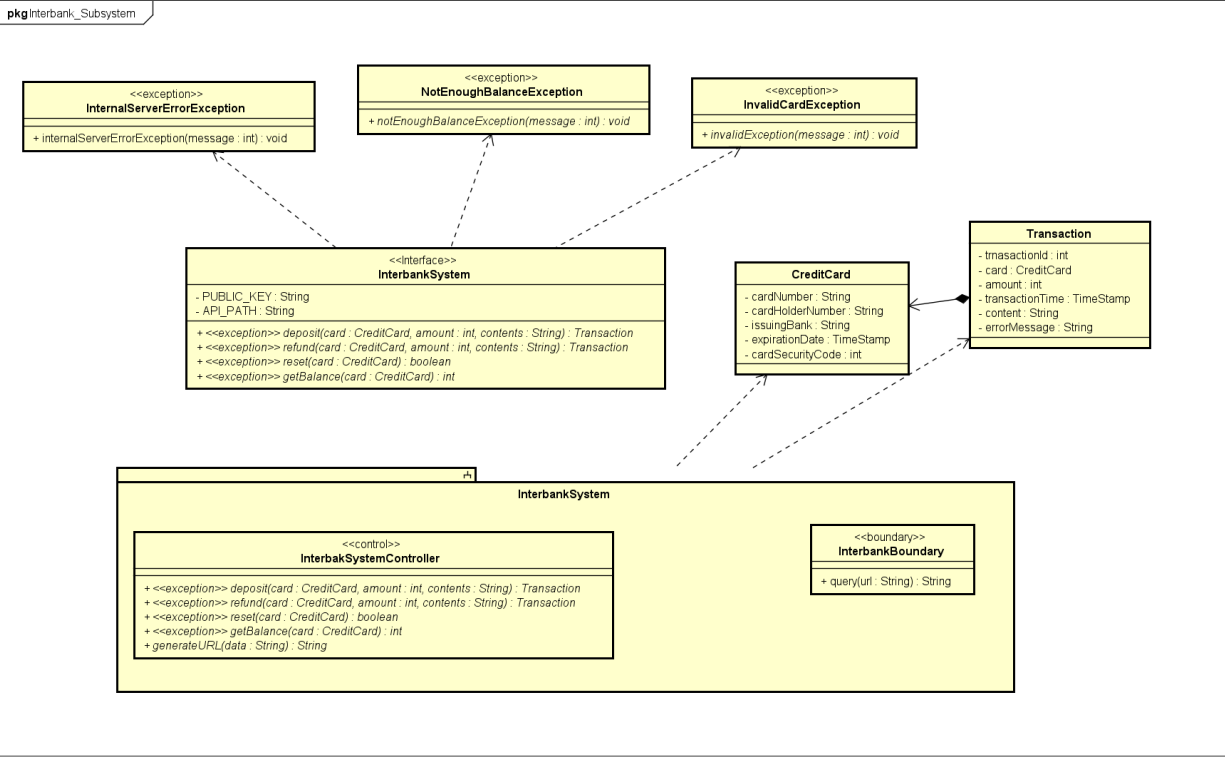 pkg Interbank_Subsystem
<<exception>>
InternalServerErrorException
+ internalServerErrorException(message : int) : void
<<exception>>
NotEnoughBalanceException
+ notEnoughBalanceException(message : int) : void
<<exception>>
InvalidCardException
+ invalidException(message : int) : void
<<Interface>>
InterbankSystem
- PUBLIC_KEY : String
- API_PATH : String
+ <<exception>> deposit(card : CreditCard, amount : int, contents : String) : Transaction
+ <<exception>> refund(card : CreditCard, amount : int, contents : String) : Transaction
+ <<exception>> reset(card : CreditCard) : boolean
+ <<exception>> getBalance(card : CreditCard) : int
CreditCard
- cardNumber : String
- cardHolderNumber : String
- issuingBank : String
- expirationDate : TimeStamp
- cardSecurityCode : int
Transaction
- trnasactionId : int
- card : CreditCard
- amount : int
- transactionTime : TimeStamp
- content : String
- errorMessage : String
InterbankSystem
<<control>>
InterbakSystemController
+ <<exception>> deposit(card : CreditCard, amount : int, contents : String) : Transaction
+ <<exception>> refund(card : CreditCard, amount : int, contents : String) : Transaction
+ <<exception>> reset(card : CreditCard) : boolean
+ <<exception>> getBalance(card : CreditCard) : int
+ generateURL(data : String) : String
<<boundary>>
InterbankBoundary
+ query(url : String) : String